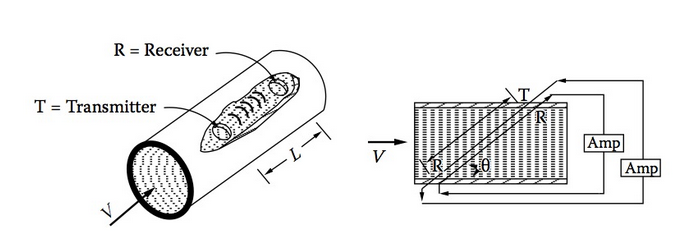 R = Receiver
T = Transmitter
L
V
T
R
Amp
V
R
θ
Amp